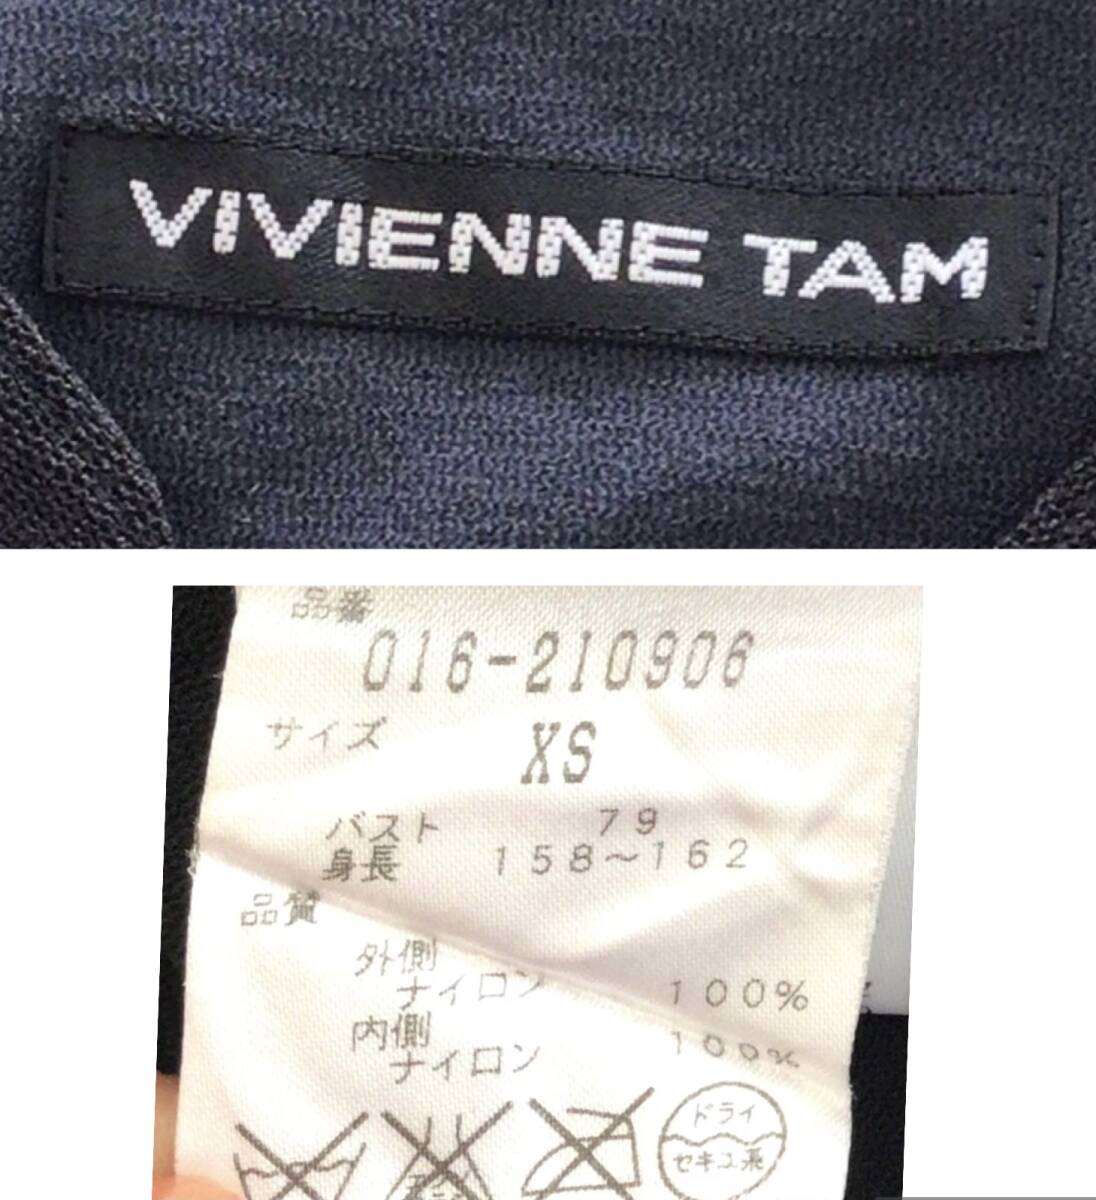 VIVIENNE TAM
品番
016-210906
サイズ
XS
バスト 79
身長 158～162
品質
外側
ナイロン 100%
内側
ナイロン 100%
ドライ
セキユ系